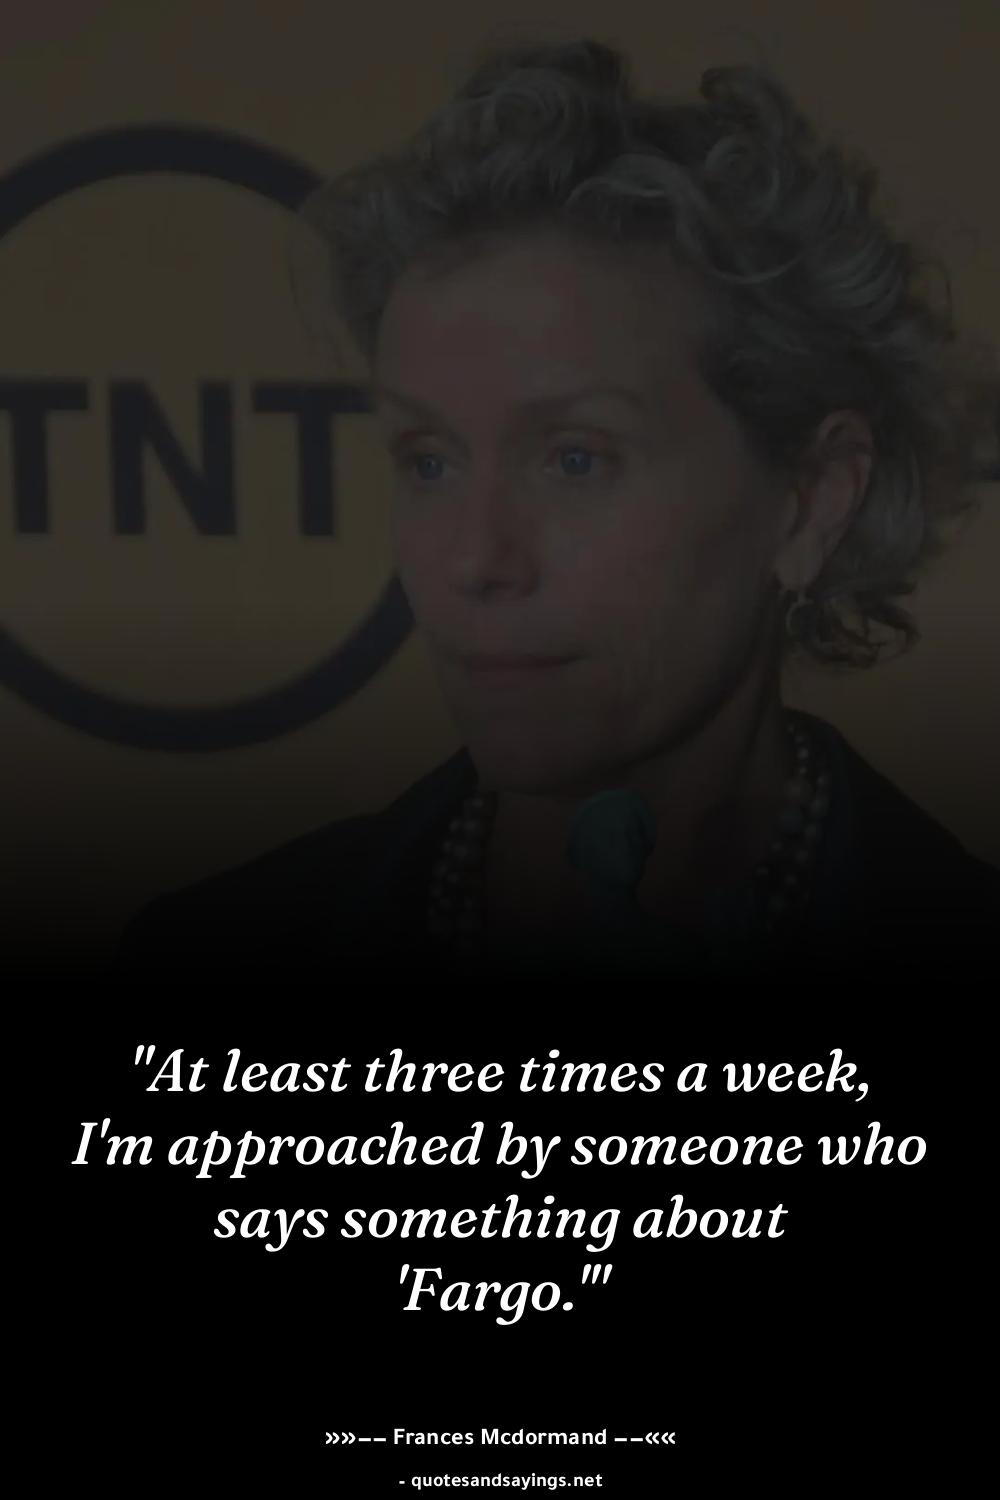 TNT
"At least three times a week,
I'm approached by someone who
says something about
'Fargo.'"
»»−− Frances Mcdormand −−««
- quotesandsayings.net